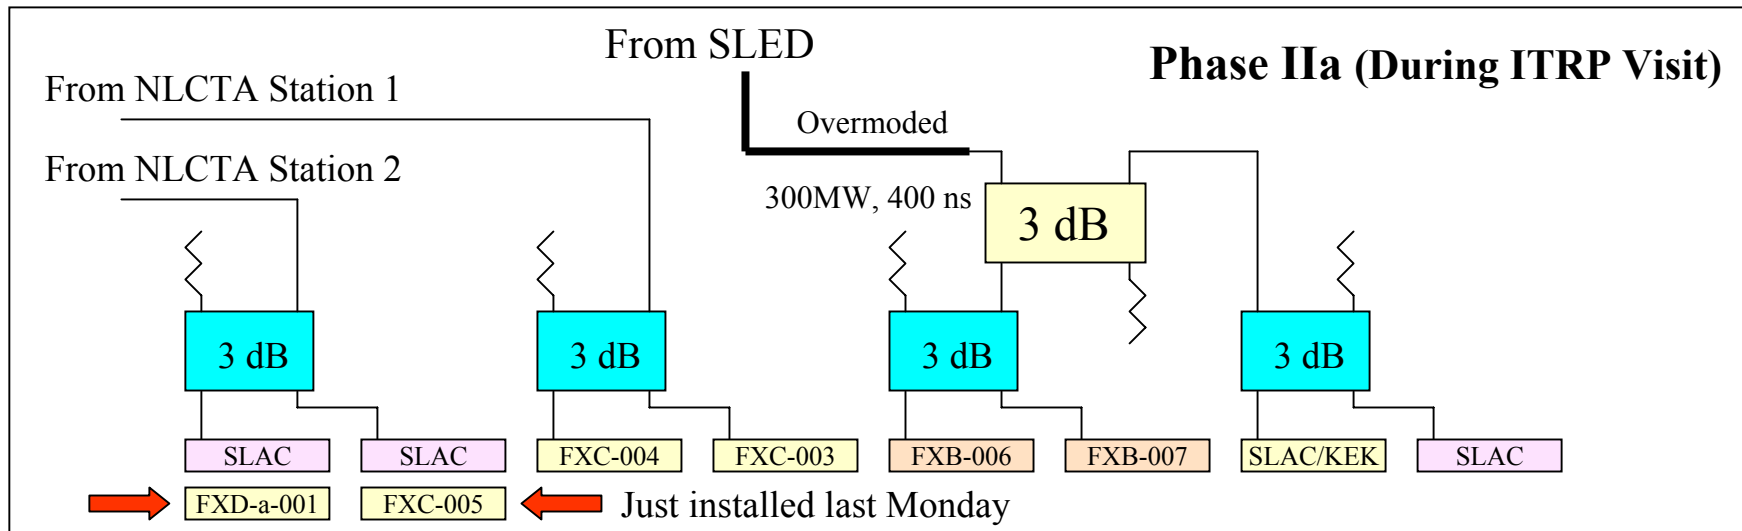 From SLED
Phase IIa (During ITRP Visit)
From NLCTA Station 1
Overmoded
From NLCTA Station 2
300MW, 400 ns
3 dB
3 dB
3 dB
3 dB
3 dB
SLAC
SLAC
FXC-004
FXC-003
FXB-006
FXB-007
SLAC/KEK
SLAC
FXD-a-001
FXC-005
Just installed last Monday